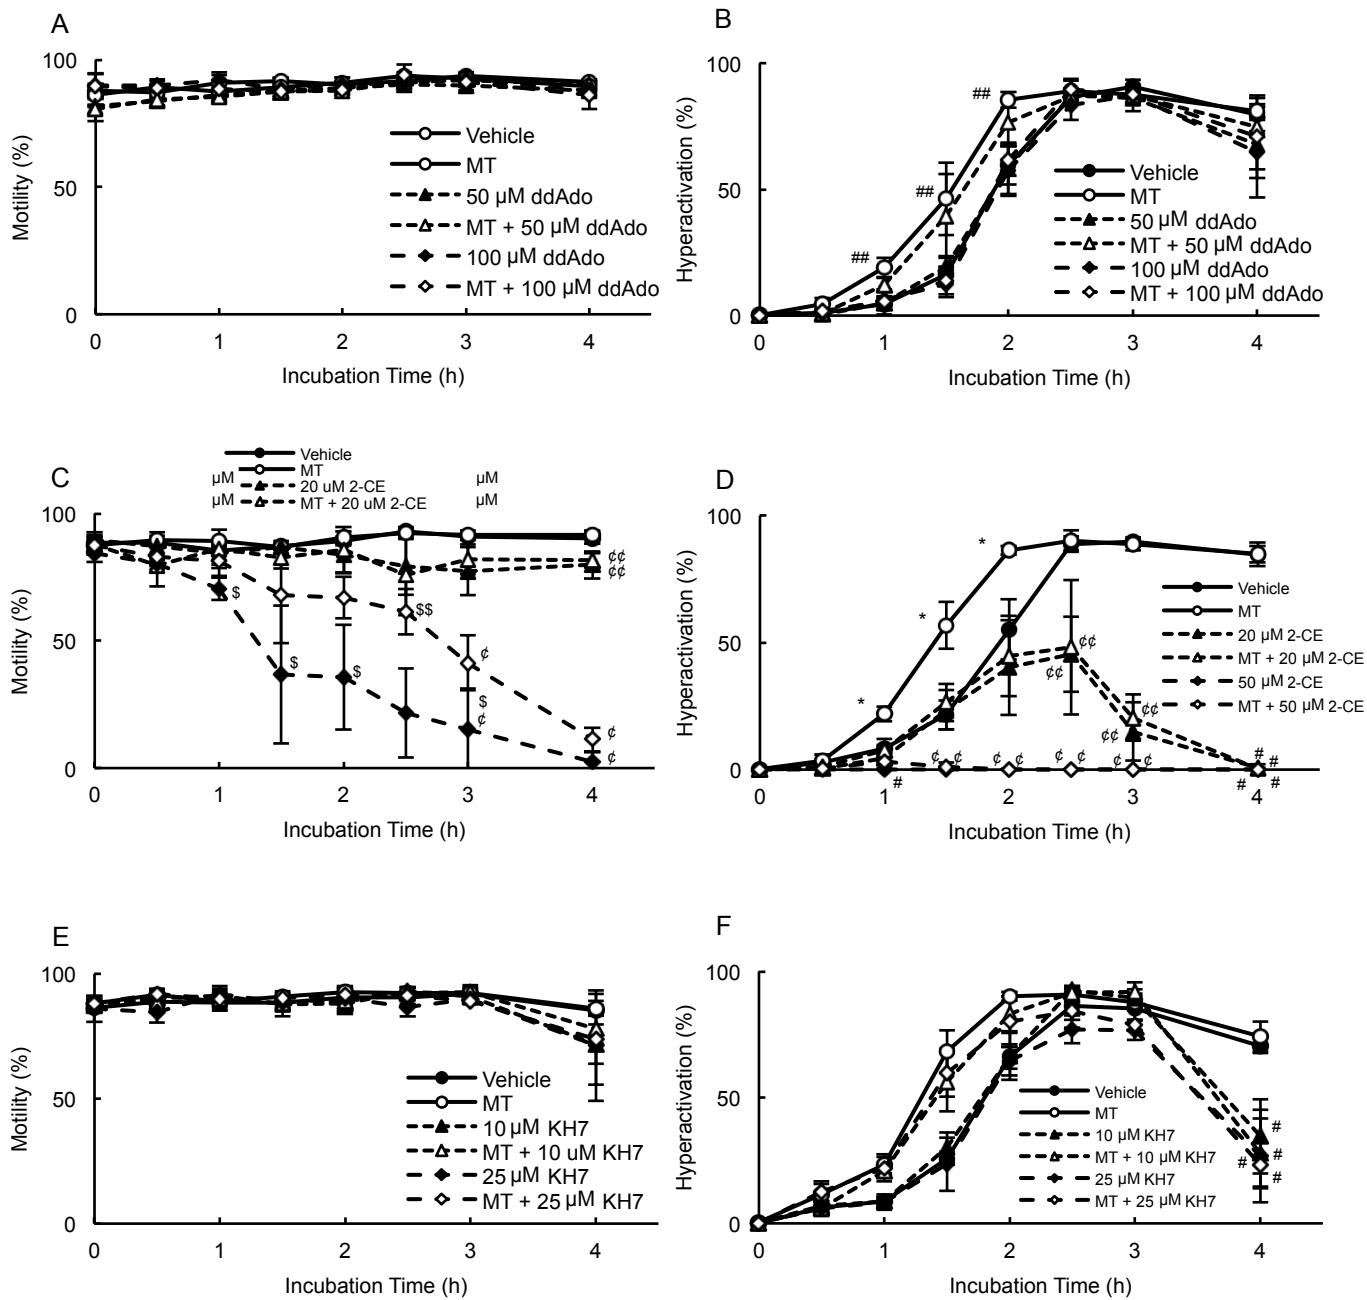 A
Motility (%)
100
50
0
0 1 2 3 4
Incubation Time (h)
Vehicle
MT
50 µM ddAdo
MT + 50 µM ddAdo
100 µM ddAdo
MT + 100 µM ddAdo
B
Hyperactivation (%)
100
50
0
0 1 2 3 4
Incubation Time (h)
## ## ##
Vehicle
MT
50 µM ddAdo
MT + 50 µM ddAdo
100 µM ddAdo
MT + 100 µM ddAdo
C
Vehicle
MT
µM 20 uM 2-CE µM
µM MT + 20 uM 2-CE µM
Motility (%)
100
50
0
0 1 2 3 4
Incubation Time (h)
$ $ $ $$ ¢ $ ¢ ¢¢ ¢¢ ¢ ¢
D
Hyperactivation (%)
100
50
0
0 1 2 3 4
Incubation Time (h)
* * *
¢¢ ¢¢ ¢¢ ¢¢
¢ ¢ ¢ ¢ ¢ ¢ ¢ ¢
# # # # #
Vehicle
MT
20 µM 2-CE
MT + 20 µM 2-CE
50 µM 2-CE
MT + 50 µM 2-CE
E
Motility (%)
100
50
0
0 1 2 3 4
Incubation Time (h)
Vehicle
MT
10 µM KH7
MT + 10 uM KH7
25 µM KH7
MT + 25 µM KH7
F
Hyperactivation (%)
100
50
0
0 1 2 3 4
Incubation Time (h)
# # # #
Vehicle
MT
10 µM KH7
MT + 10 µM KH7
25 µM KH7
MT + 25 µM KH7